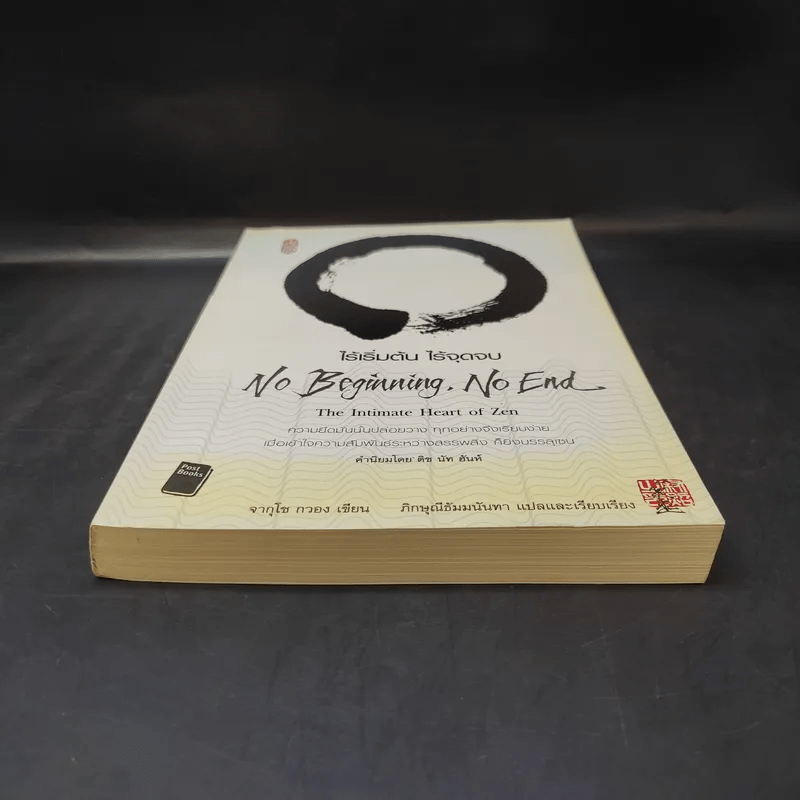 ไร้เริ่มต้น ไร้จุดจบ
No Beginning, No End
The Intimate Heart of Zen
ความยึดมั่นนั้นปล่อยวาง ทุกอย่างจึงเรียบง่าย
เมื่อเข้าใจความสัมพันธ์ระหว่างสรรพสิ่ง ก็ยิ่งบรรลุเซน
คำนิยมโดย ติช นัท ฮันห์
Post
Books
จากุโช กวอง เขียน ภิกษุณีธัมมนันทา แปลและเรียบเรียง